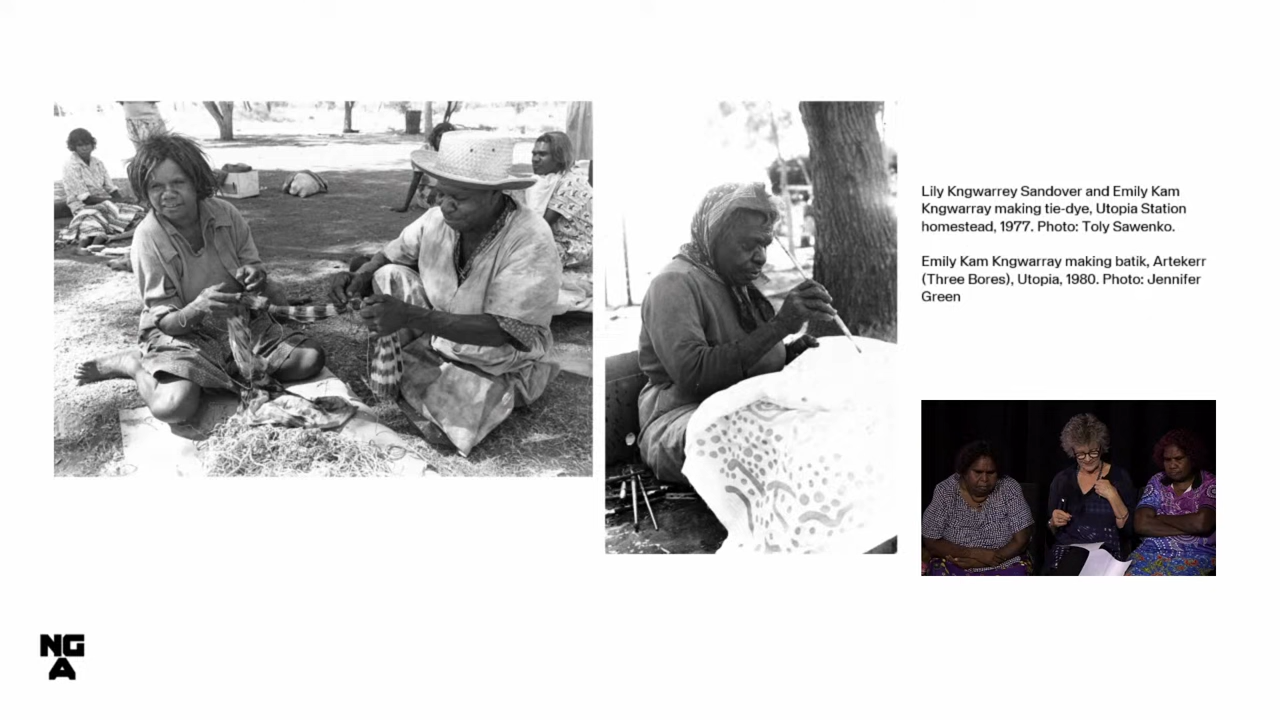 Lily Kngwarrey Sandover and Emily Kam
Kngwarray making tie-dye, Utopia Station
homestead, 1977. Photo: Toly Sawenko.
Emily Kam Kngwarray making batik, Artekerr
(Three Bores), Utopia, 1980. Photo: Jennifer
Green
NG
A